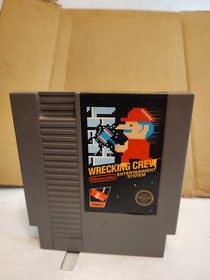 WRECKING CREW
Nintendo
ENTERTAINMENT
SYSTEM